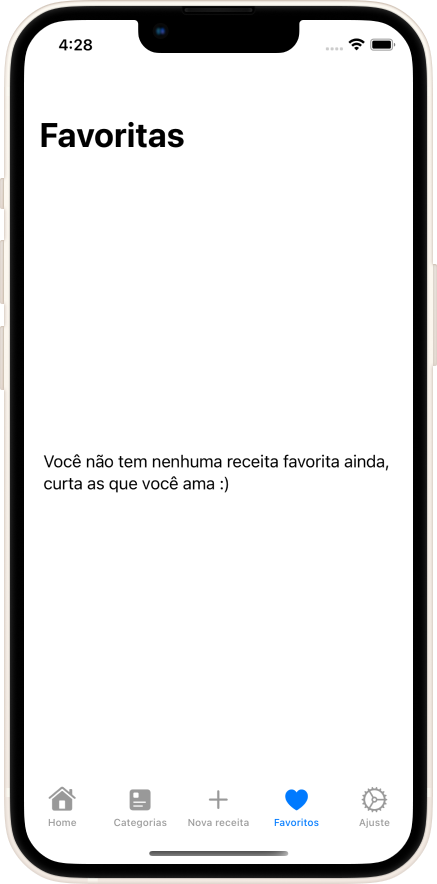 4:28
Favoritas
Você não tem nenhuma receita favorita ainda,
curta as que você ama :)
Home Categorias Nova receita Favoritos Ajuste